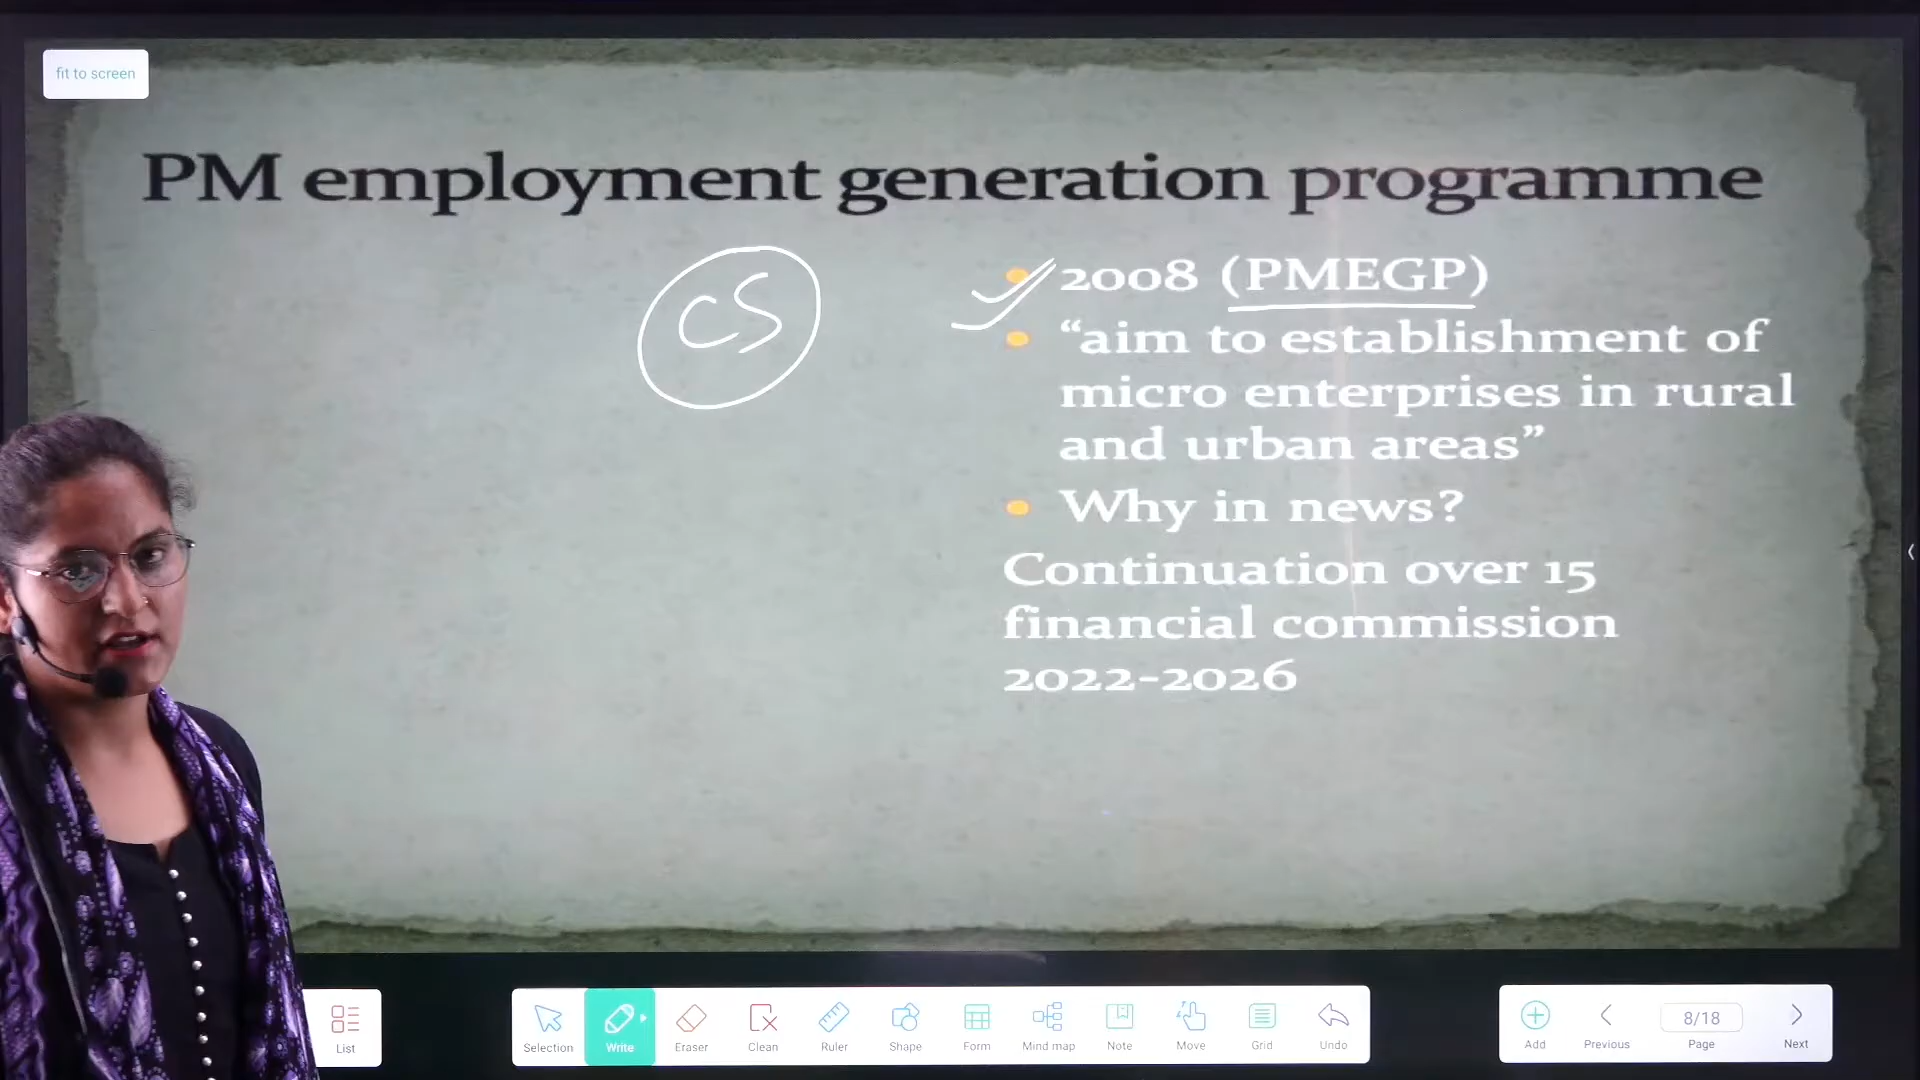 fit to screen
PM employment generation programme
CS
2008 (PMEGP)
“aim to establishment of
micro enterprises in rural
and urban areas”
Why in news?
Continuation over 15
financial commission
2022-2026
List
Selection
Write
Eraser
Clean
Ruler
Shape
Form
Mind map
Note
Move
Grid
Undo
Add
Previous
8/18
Page
Next